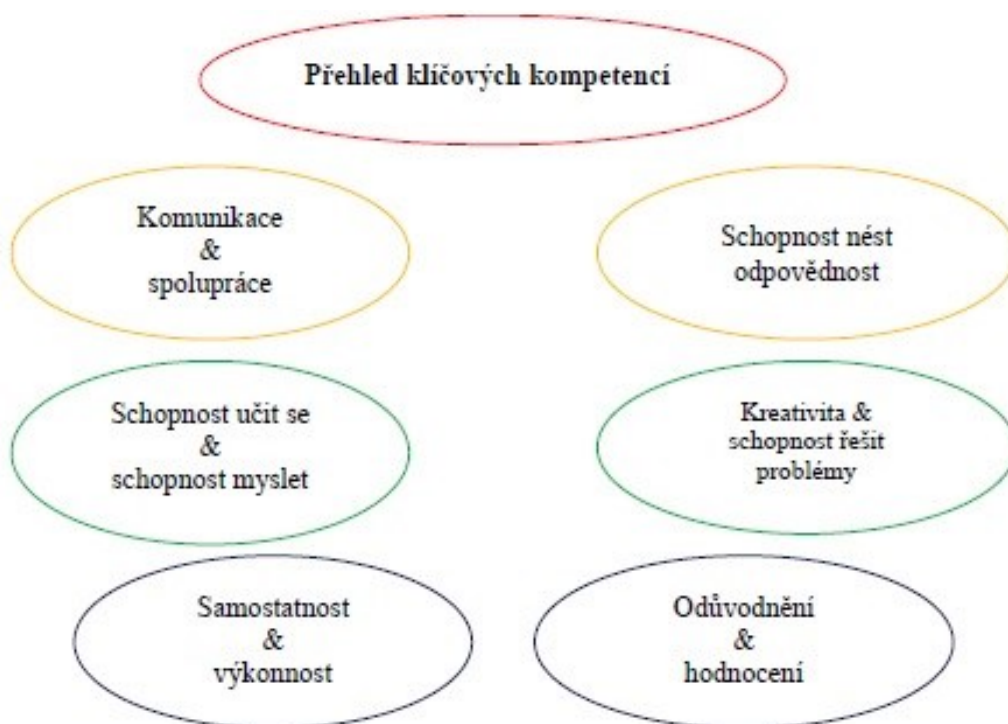 Přehled klíčových kompetencí
Komunikace
&
spolupráce
Schopnost nést
odpovědnost
Schopnost učit se
&
schopnost myslet
Kreativita &
schopnost řešit
problémy
Samostatnost
&
výkonnost
Odůvodnění
&
hodnocení